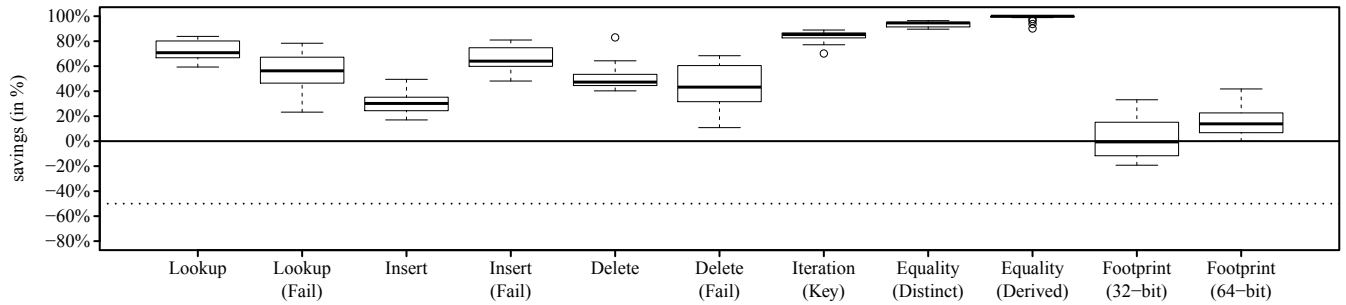 savings (in %)
100%
80%
60%
40%
20%
0%
−20%
−40%
−60%
−80%
Lookup
Lookup
(Fail)
Insert
Insert
(Fail)
Delete
Delete
(Fail)
Iteration
(Key)
Equality
(Distinct)
Equality
(Derived)
Footprint
(32−bit)
Footprint
(64−bit)